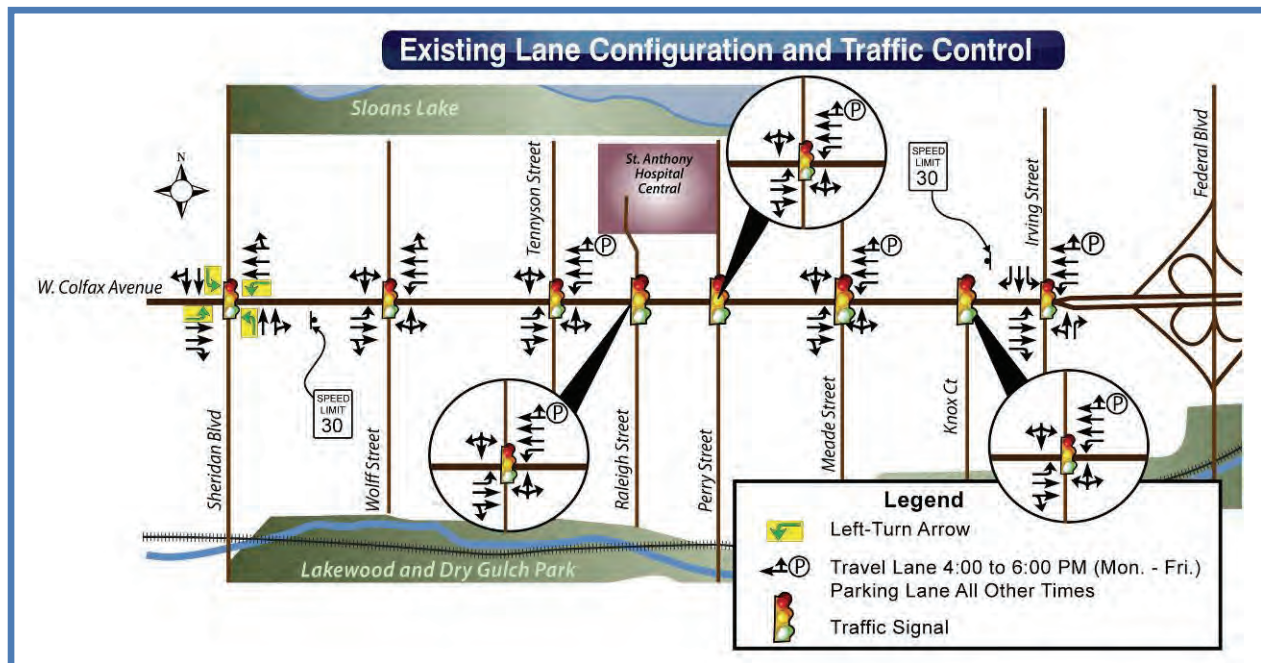 Existing Lane Configuration and Traffic Control
Sloans Lake
N
Tennyson Street
St. Anthony
Hospital
Central
P
SPEED
LIMIT
30
Irving Street
Federal Blvd
P
P
P
W. Colfax Avenue
SPEED
LIMIT
30
Sheridan Blvd
Wolff Street
P
Raleigh Street
Perry Street
Meade Street
Knox Ct
P
Lakewood and Dry Gulch Park
Legend
Left-Turn Arrow
P Travel Lane 4:00 to 6:00 PM (Mon. - Fri.)
Parking Lane All Other Times
Traffic Signal